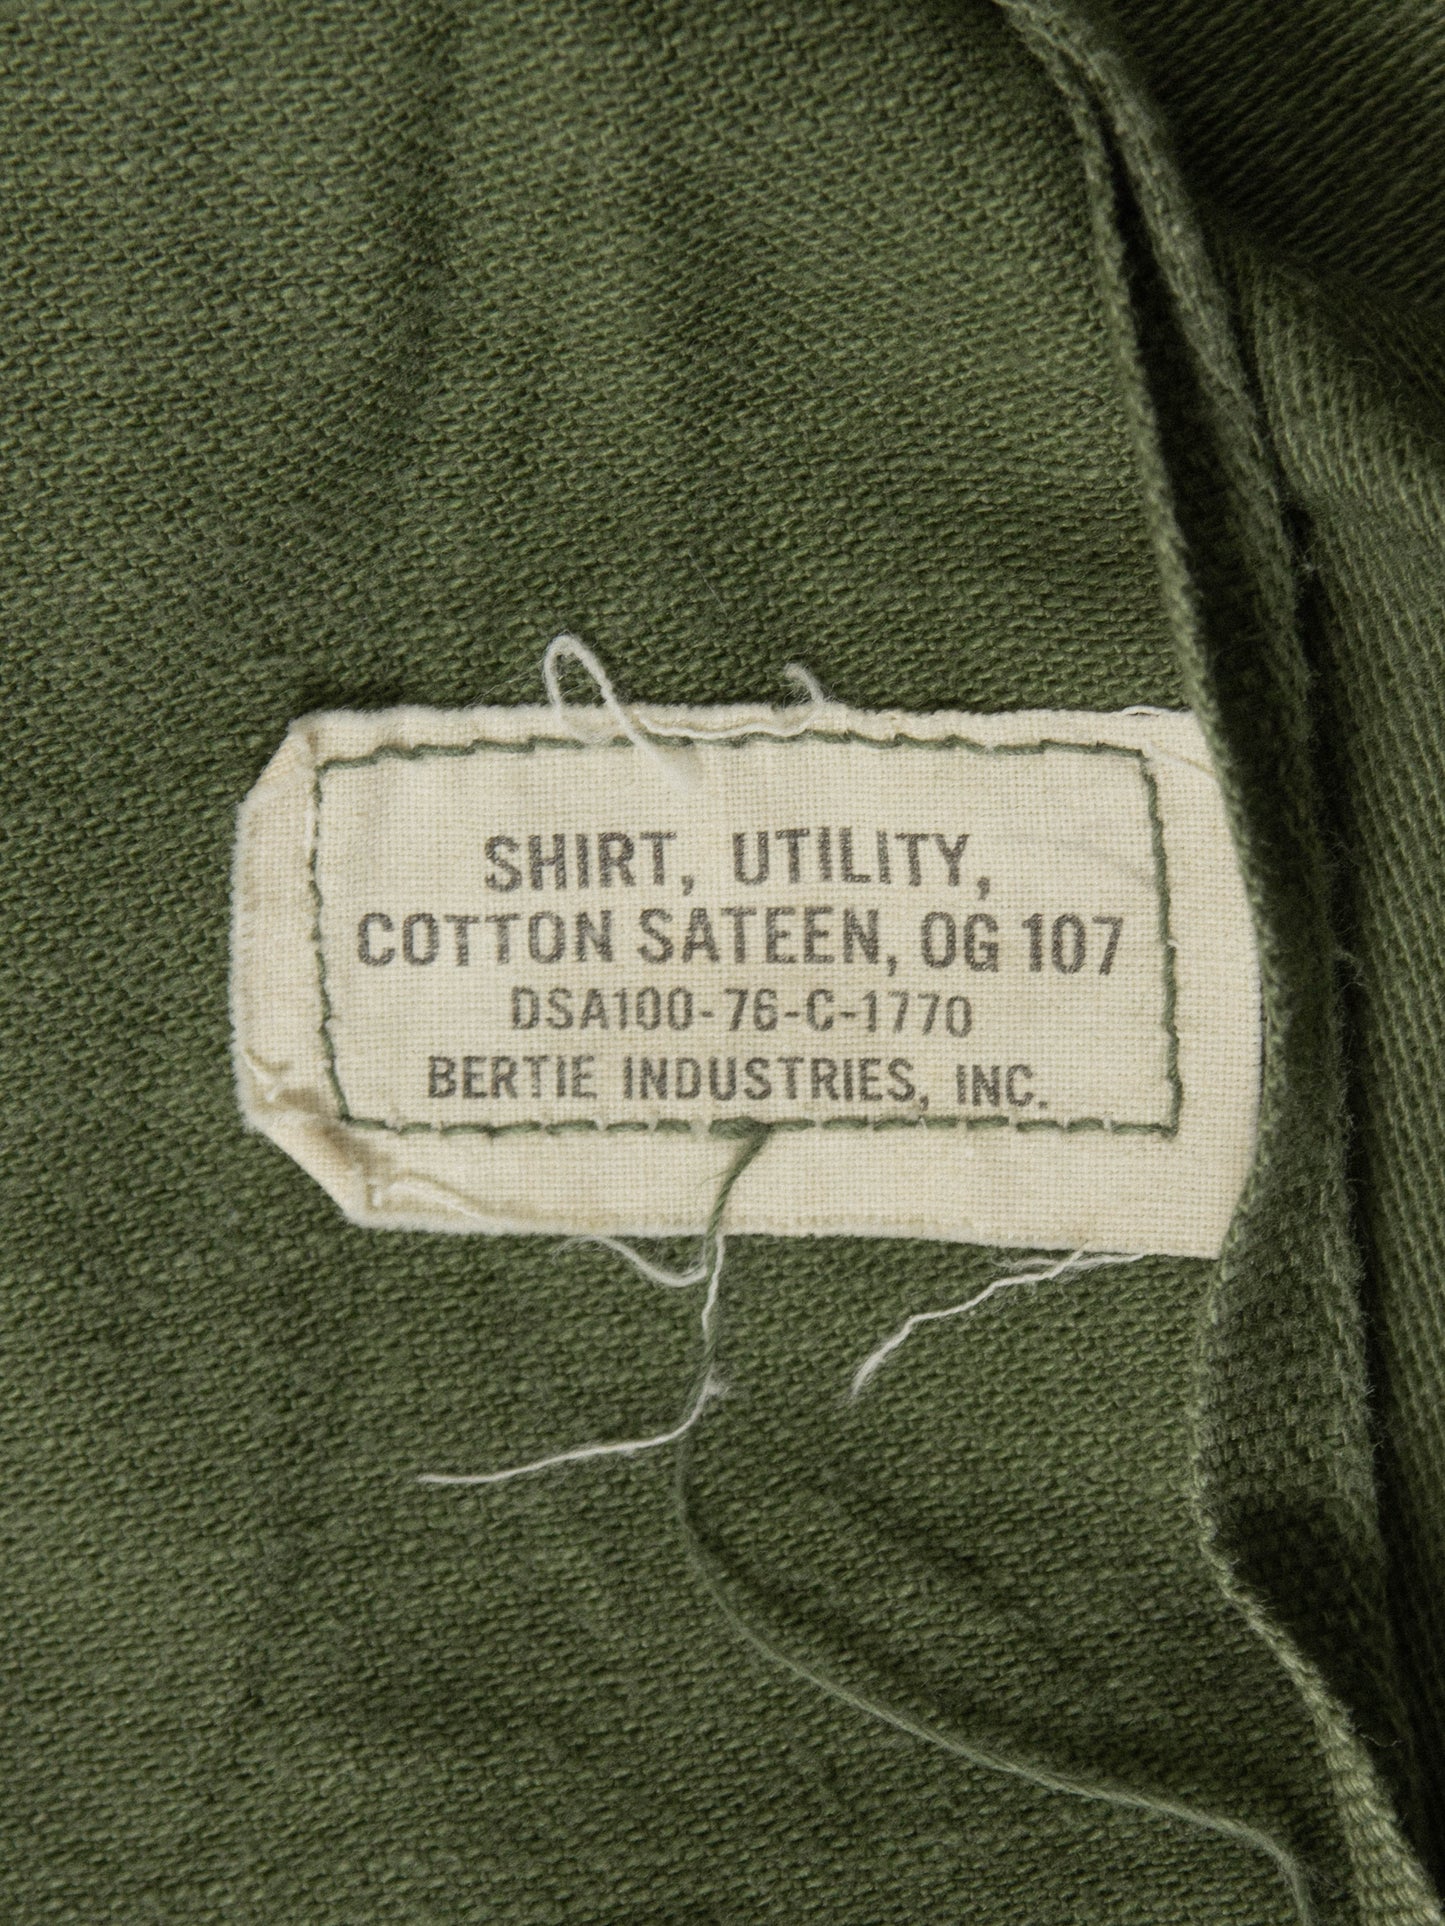 SHIRT, UTILITY,
COTTON SATEEN, OG 107
DSA100-76-C-1770
BERTIE INDUSTRIES, INC.